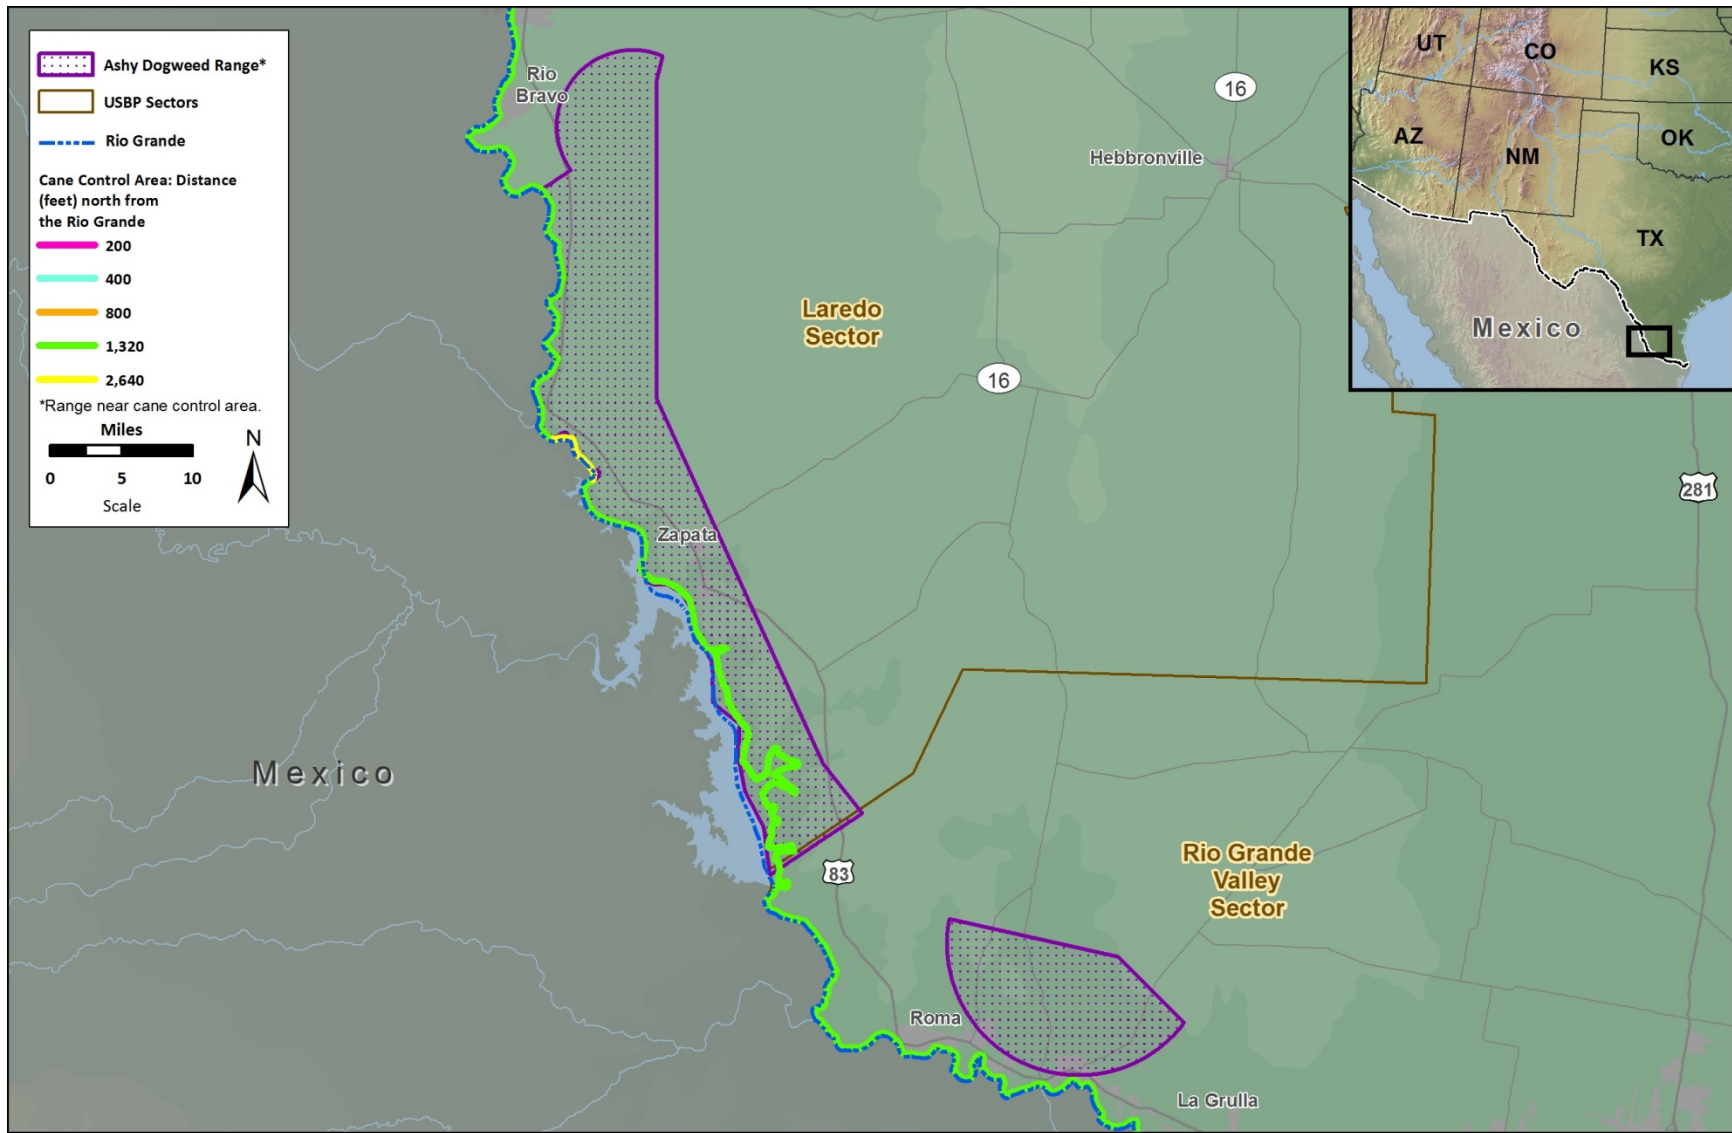 Ashy Dogweed Range*
USBP Sectors
Rio Grande
Cane Control Area: Distance
(feet) north from
the Rio Grande
200
400
800
1,320
2,640
*Range near cane control area.
Miles
N
0
5
10
Scale
Rio
Bravo
16
Hebbronville
Laredo
Sector
16
281
Zapata
Mexico
83
Rio Grande
Valley
Sector
Roma
La Grulla
UT
CO
KS
AZ
NM
OK
TX
Mexico